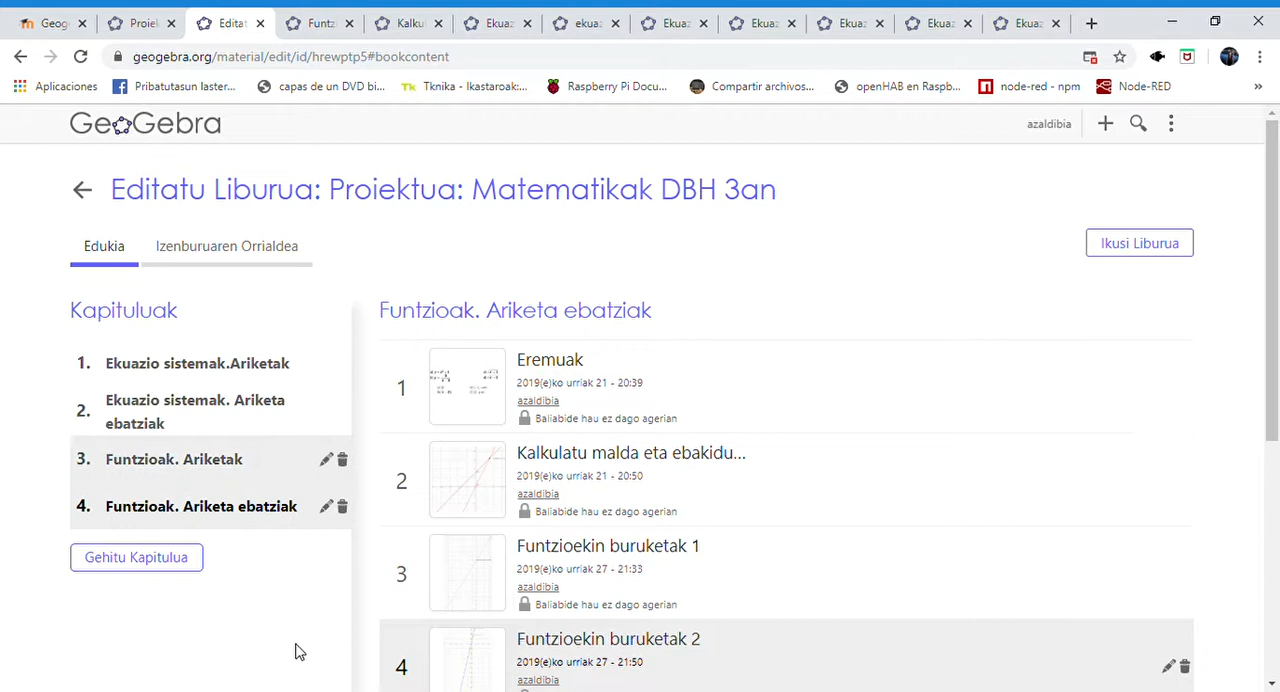 Geog Proiek Editat Funtz Kalku Ekuaz ekuaz Ekuaz Ekuaz Ekuaz Ekuaz Ekuaz
geogebra.org/material/edit/id/hrewptp5#bookcontent
Aplicaciones Pribatutasun laster... capas de un DVD bi... Tknika - Ikastaroak:... Raspberry Pi Docu... Compartir archivos... openHAB en Raspb... node-red - npm Node-RED
GeoGebra azaldibia
Editatu Liburua: Proiektua: Matematikak DBH 3an
Edukia Izenburuaren Orrialdea Ikusi Liburua
Kapituluak
1. Ekuazio sistemak.Ariketak
2. Ekuazio sistemak. Ariketa
ebatziak
3. Funtzioak. Ariketak
4. Funtzioak. Ariketa ebatziak
Gehitu Kapitulua
Funtzioak. Ariketa ebatziak
1 Eremuak
2019(e)ko urriak 21 - 20:39
azaldibia
Baliabide hau ez dago agerian
2 Kalkulatu malda eta ebakidu...
2019(e)ko urriak 21 - 20:50
azaldibia
Baliabide hau ez dago agerian
3 Funtzioekin buruketak 1
2019(e)ko urriak 27 - 21:33
azaldibia
Baliabide hau ez dago agerian
4 Funtzioekin buruketak 2
2019(e)ko urriak 27 - 21:50
azaldibia